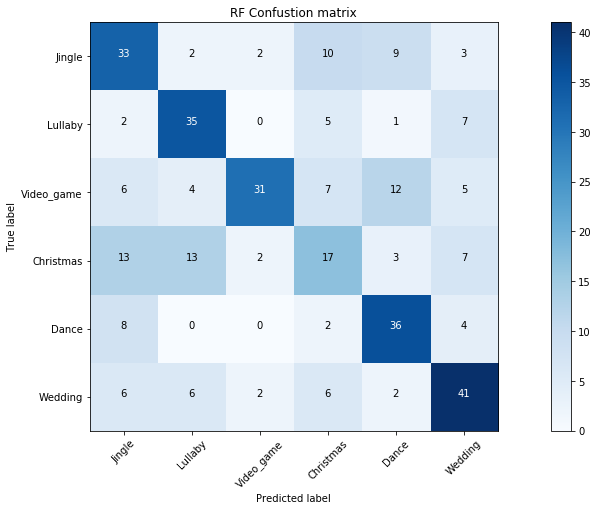 RF Confustion matrix
Jingle 33 2 2 10 9 3
Lullaby 2 35 0 5 1 7
Video_game 6 4 31 7 12 5
Christmas 13 13 2 17 3 7
Dance 8 0 0 2 36 4
Wedding 6 6 2 6 2 41
True label
Jingle Lullaby Video_game Christmas Dance Wedding
Predicted label
40
35
30
25
20
15
10
5
0